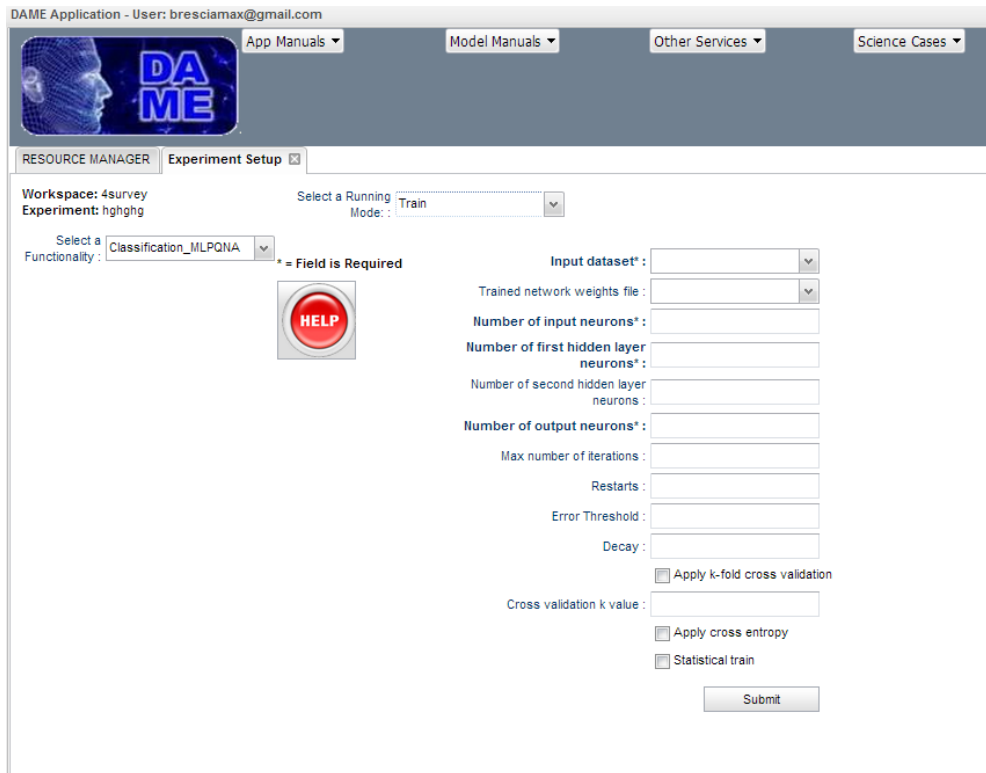 DAME Application - User: bresciamax@gmail.com
DA
ME
App Manuals
Model Manuals
Other Services
Science Cases
RESOURCE MANAGER
Experiment Setup
Workspace: 4survey
Experiment: hghghg
Select a Running
Mode: :
Train
Select a
Functionality :
Classification_MLPQNA
* = Field is Required
HELP
Input dataset* :
Trained network weights file :
Number of input neurons* :
Number of first hidden layer
neurons* :
Number of second hidden layer
neurons :
Number of output neurons* :
Max number of iterations :
Restarts :
Error Threshold :
Decay :
Apply k-fold cross validation
Cross validation k value :
Apply cross entropy
Statistical train
Submit